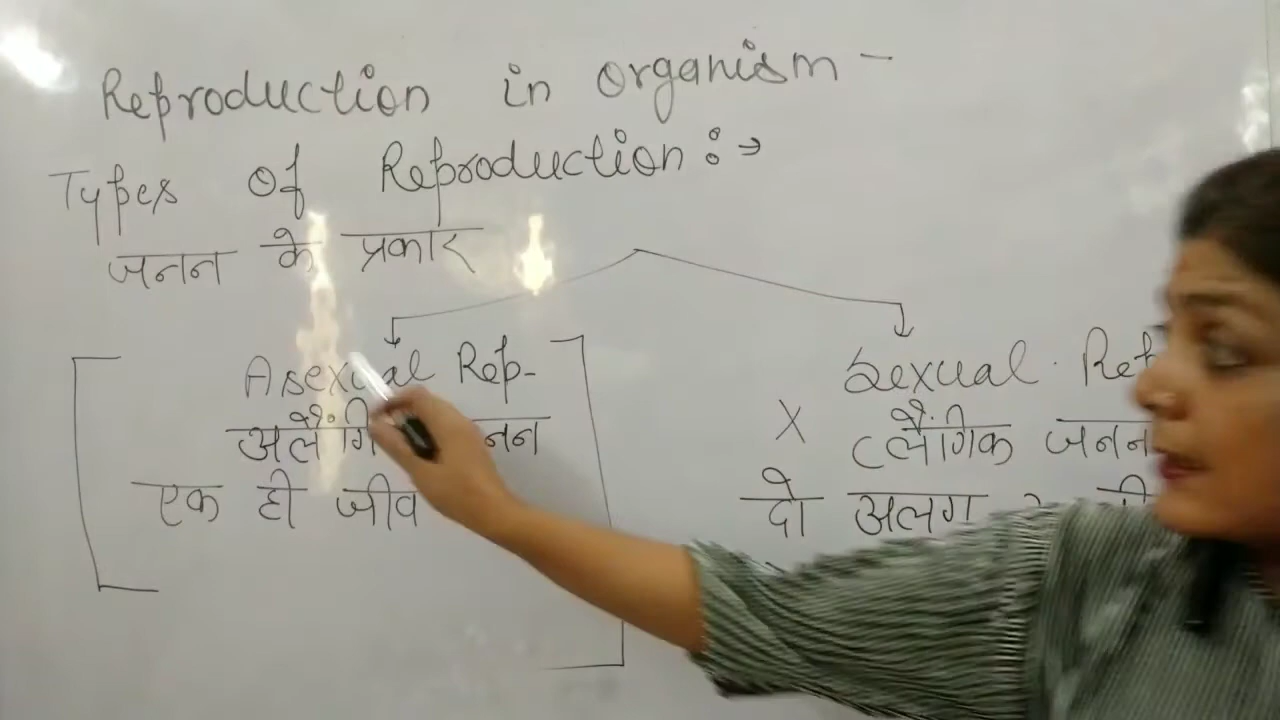 Reproduction in organism -
Types of Reproduction :→
जनन के प्रकार
Asexual Rep-
एक ही जीव
Sexual. Rep
X लैंगिक जनन
दो अलग